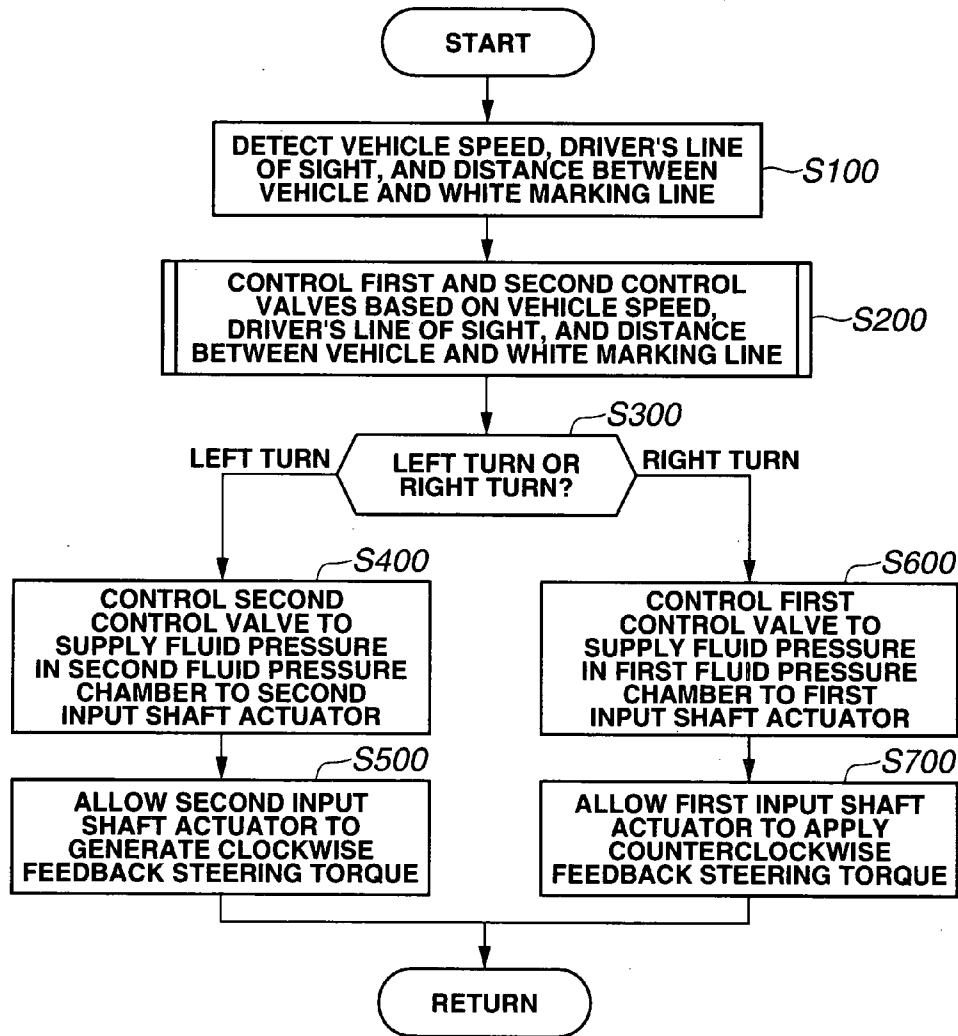 START
DETECT VEHICLE SPEED, DRIVER'S LINE
OF SIGHT, AND DISTANCE BETWEEN
VEHICLE AND WHITE MARKING LINE
S100
CONTROL FIRST AND SECOND CONTROL
VALVES BASED ON VEHICLE SPEED,
DRIVER'S LINE OF SIGHT, AND DISTANCE
BETWEEN VEHICLE AND WHITE MARKING LINE
S200
S300
LEFT TURN
LEFT TURN OR
RIGHT TURN?
RIGHT TURN
S400
CONTROL SECOND
CONTROL VALVE TO
SUPPLY FLUID PRESSURE
IN SECOND FLUID PRESSURE
CHAMBER TO SECOND
INPUT SHAFT ACTUATOR
S600
CONTROL FIRST
CONTROL VALVE TO
SUPPLY FLUID PRESSURE
IN FIRST FLUID PRESSURE
CHAMBER TO FIRST
INPUT SHAFT ACTUATOR
S500
ALLOW SECOND INPUT
SHAFT ACTUATOR TO
GENERATE CLOCKWISE
FEEDBACK STEERING TORQUE
S700
ALLOW FIRST INPUT SHAFT
ACTUATOR TO APPLY
COUNTERCLOCKWISE
FEEDBACK STEERING TORQUE
RETURN